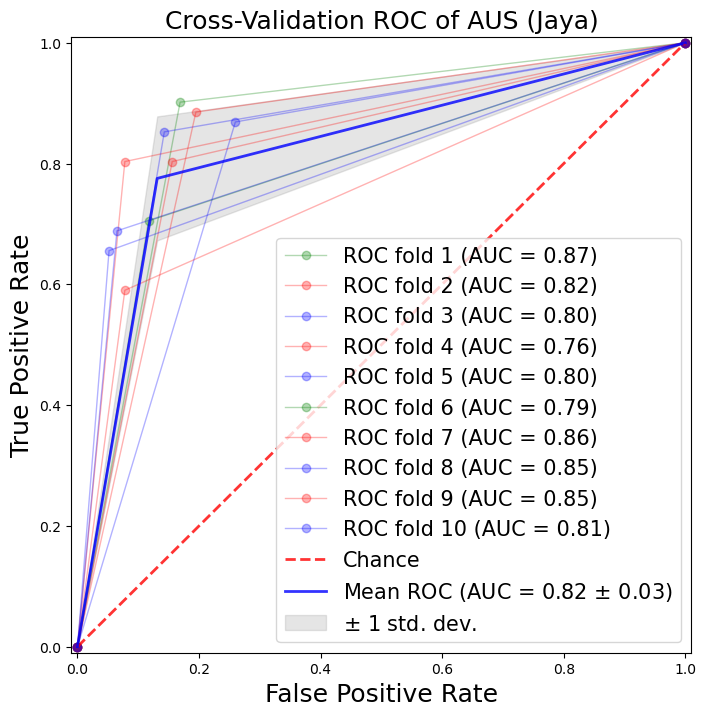 Cross-Validation ROC of AUS (Jaya)
True Positive Rate
1.0
0.8
0.6
0.4
0.2
0.0
ROC fold 1 (AUC = 0.87)
ROC fold 2 (AUC = 0.82)
ROC fold 3 (AUC = 0.80)
ROC fold 4 (AUC = 0.76)
ROC fold 5 (AUC = 0.80)
ROC fold 6 (AUC = 0.79)
ROC fold 7 (AUC = 0.86)
ROC fold 8 (AUC = 0.85)
ROC fold 9 (AUC = 0.85)
ROC fold 10 (AUC = 0.81)
Chance
Mean ROC (AUC = 0.82 ± 0.03)
± 1 std. dev.
0.0 0.2 0.4 0.6 0.8 1.0
False Positive Rate